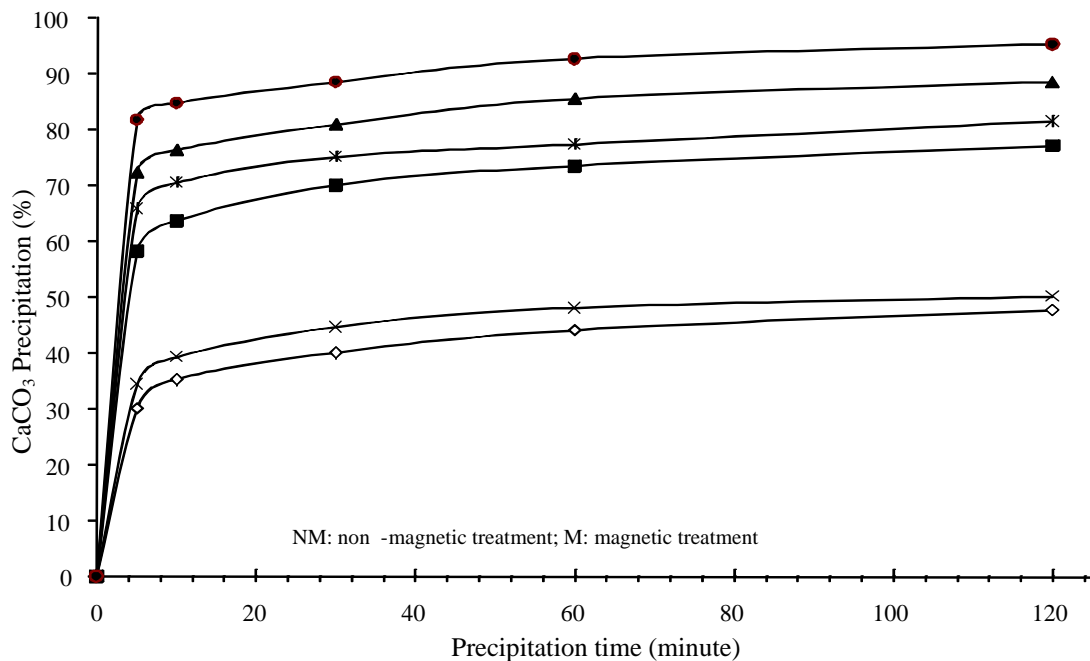 100
90
80
70
60
50
40
30
20
10
0
CaCO₃ Precipitation (%)
NM: non -magnetic treatment; M: magnetic treatment
0 20 40 60 80 100 120
Precipitation time (minute)